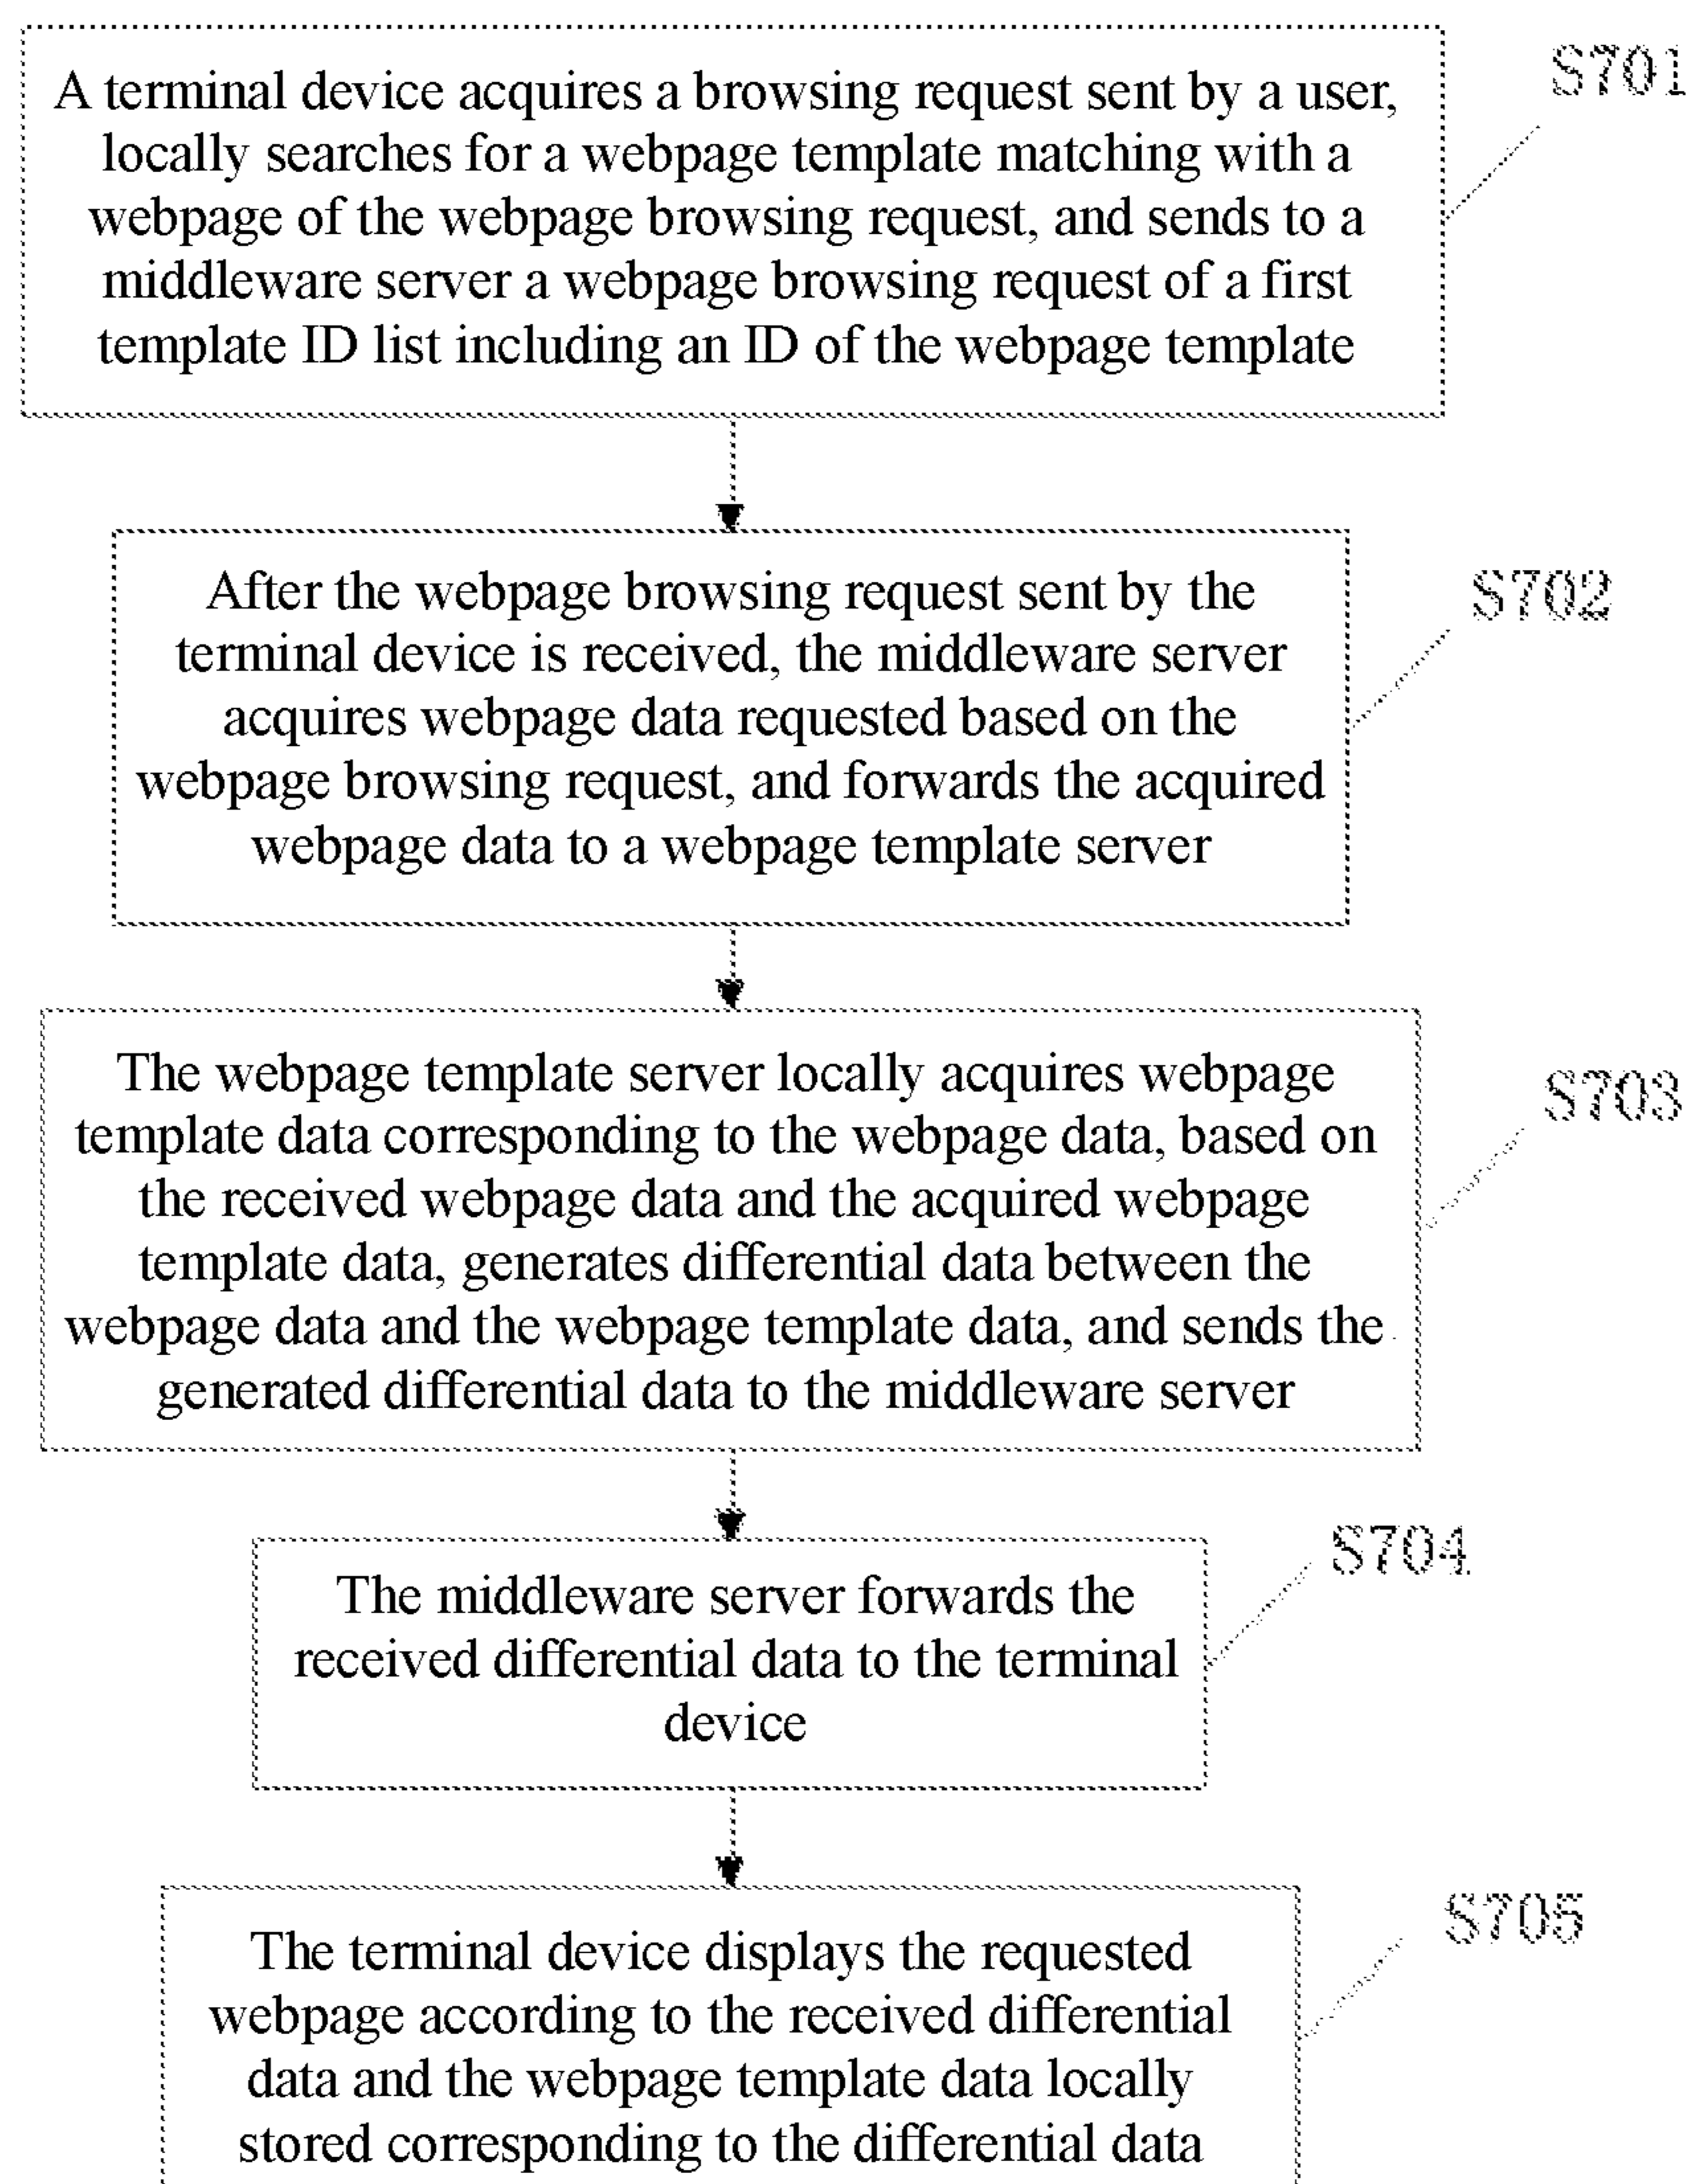 A terminal device acquires a browsing request sent by a user,
locally searches for a webpage template matching with a
webpage of the webpage browsing request, and sends to a
middleware server a webpage browsing request of a first
template ID list including an ID of the webpage template
S701
After the webpage browsing request sent by the
terminal device is received, the middleware server
acquires webpage data requested based on the
webpage browsing request, and forwards the acquired
webpage data to a webpage template server
S702
The webpage template server locally acquires webpage
template data corresponding to the webpage data, based on
the received webpage data and the acquired webpage
template data, generates differential data between the
webpage data and the webpage template data, and sends the
generated differential data to the middleware server
S703
The middleware server forwards the
received differential data to the terminal
device
S704
The terminal device displays the requested
webpage according to the received differential
data and the webpage template data locally
stored corresponding to the differential data
S705